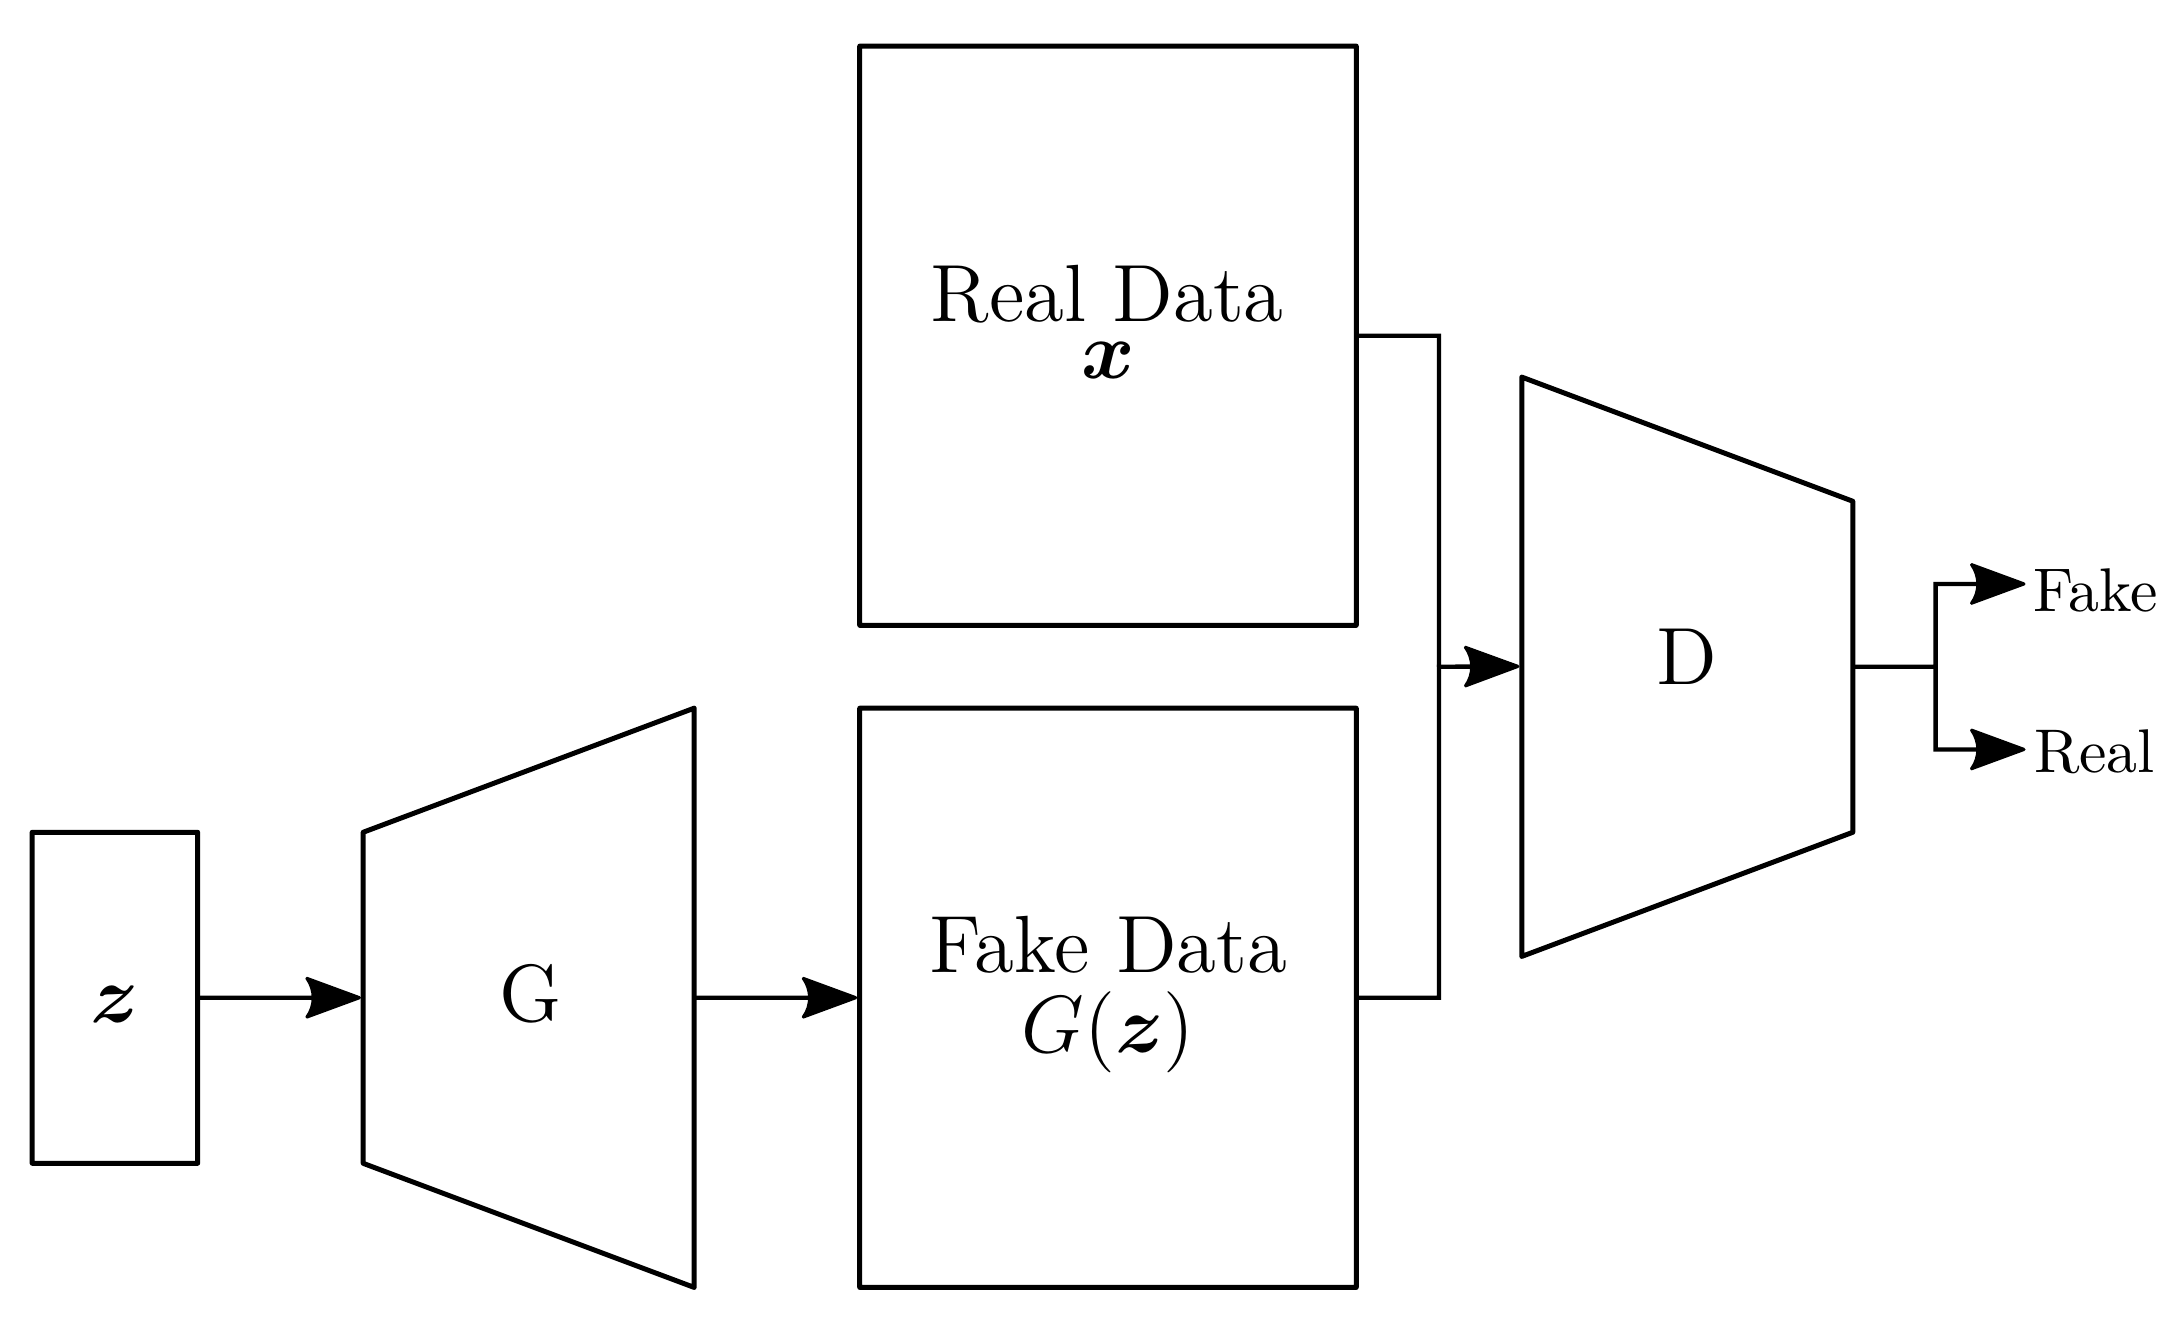 Real Data
x
z
G
Fake Data
G(z)
D
Fake
Real